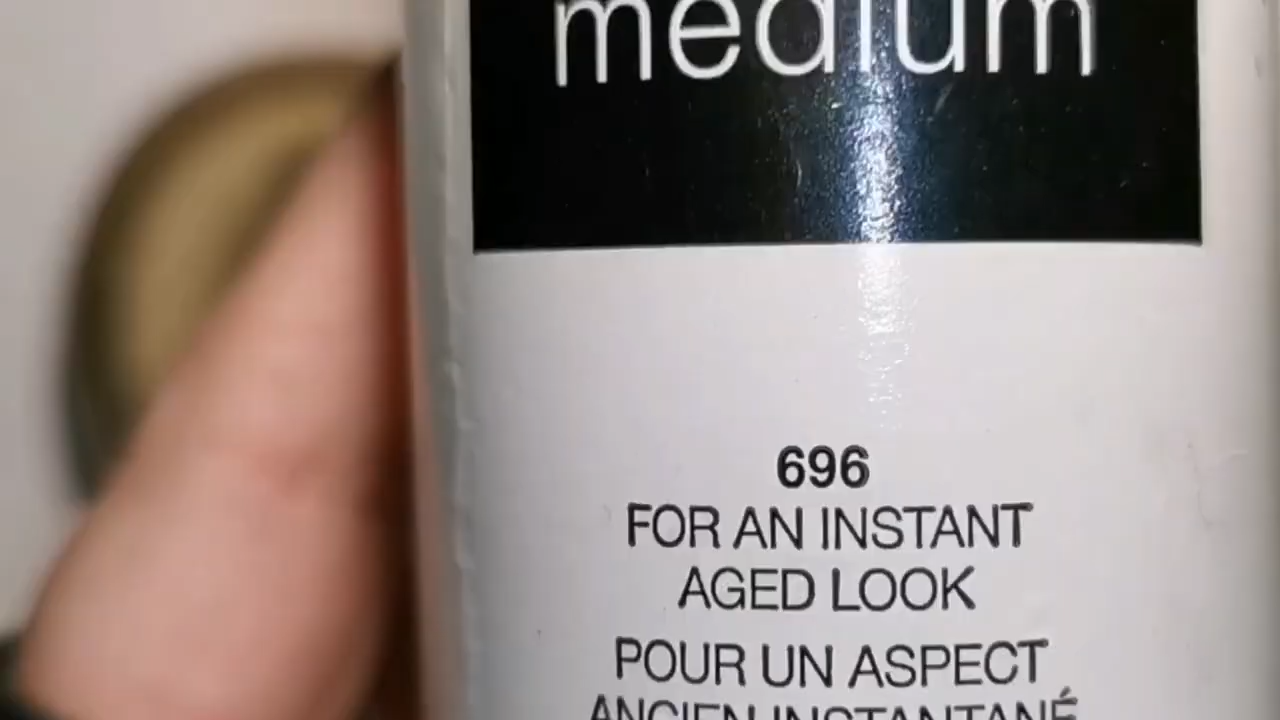 medium
696
FOR AN INSTANT
AGED LOOK
POUR UN ASPECT
ANCIEN INSTANTANÉ